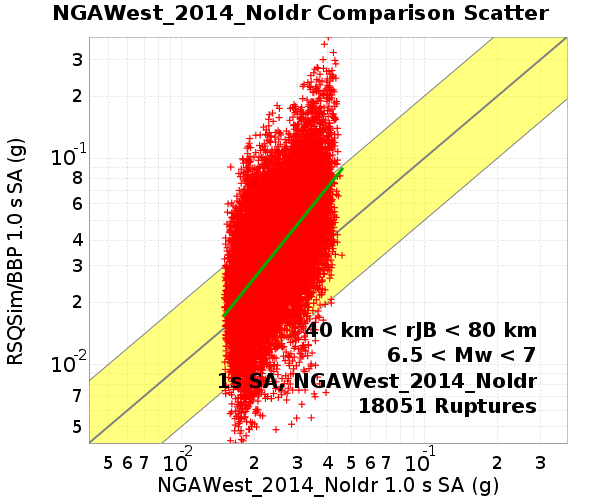 NGAWest_2014_NoIdr Comparison Scatter
RSQSim/BBP 1.0 s SA (g)
3
2
10-1
8
6
4
3
2
10-2
7
5
40 km < rJB < 80 km
6.5 < Mw < 7
1s SA, NGAWest_2014_NoIdr
18051 Ruptures
5 6 7 10-2 2 3 4 5 6 7 8 10-1 2 3
NGAWest_2014_NoIdr 1.0 s SA (g)